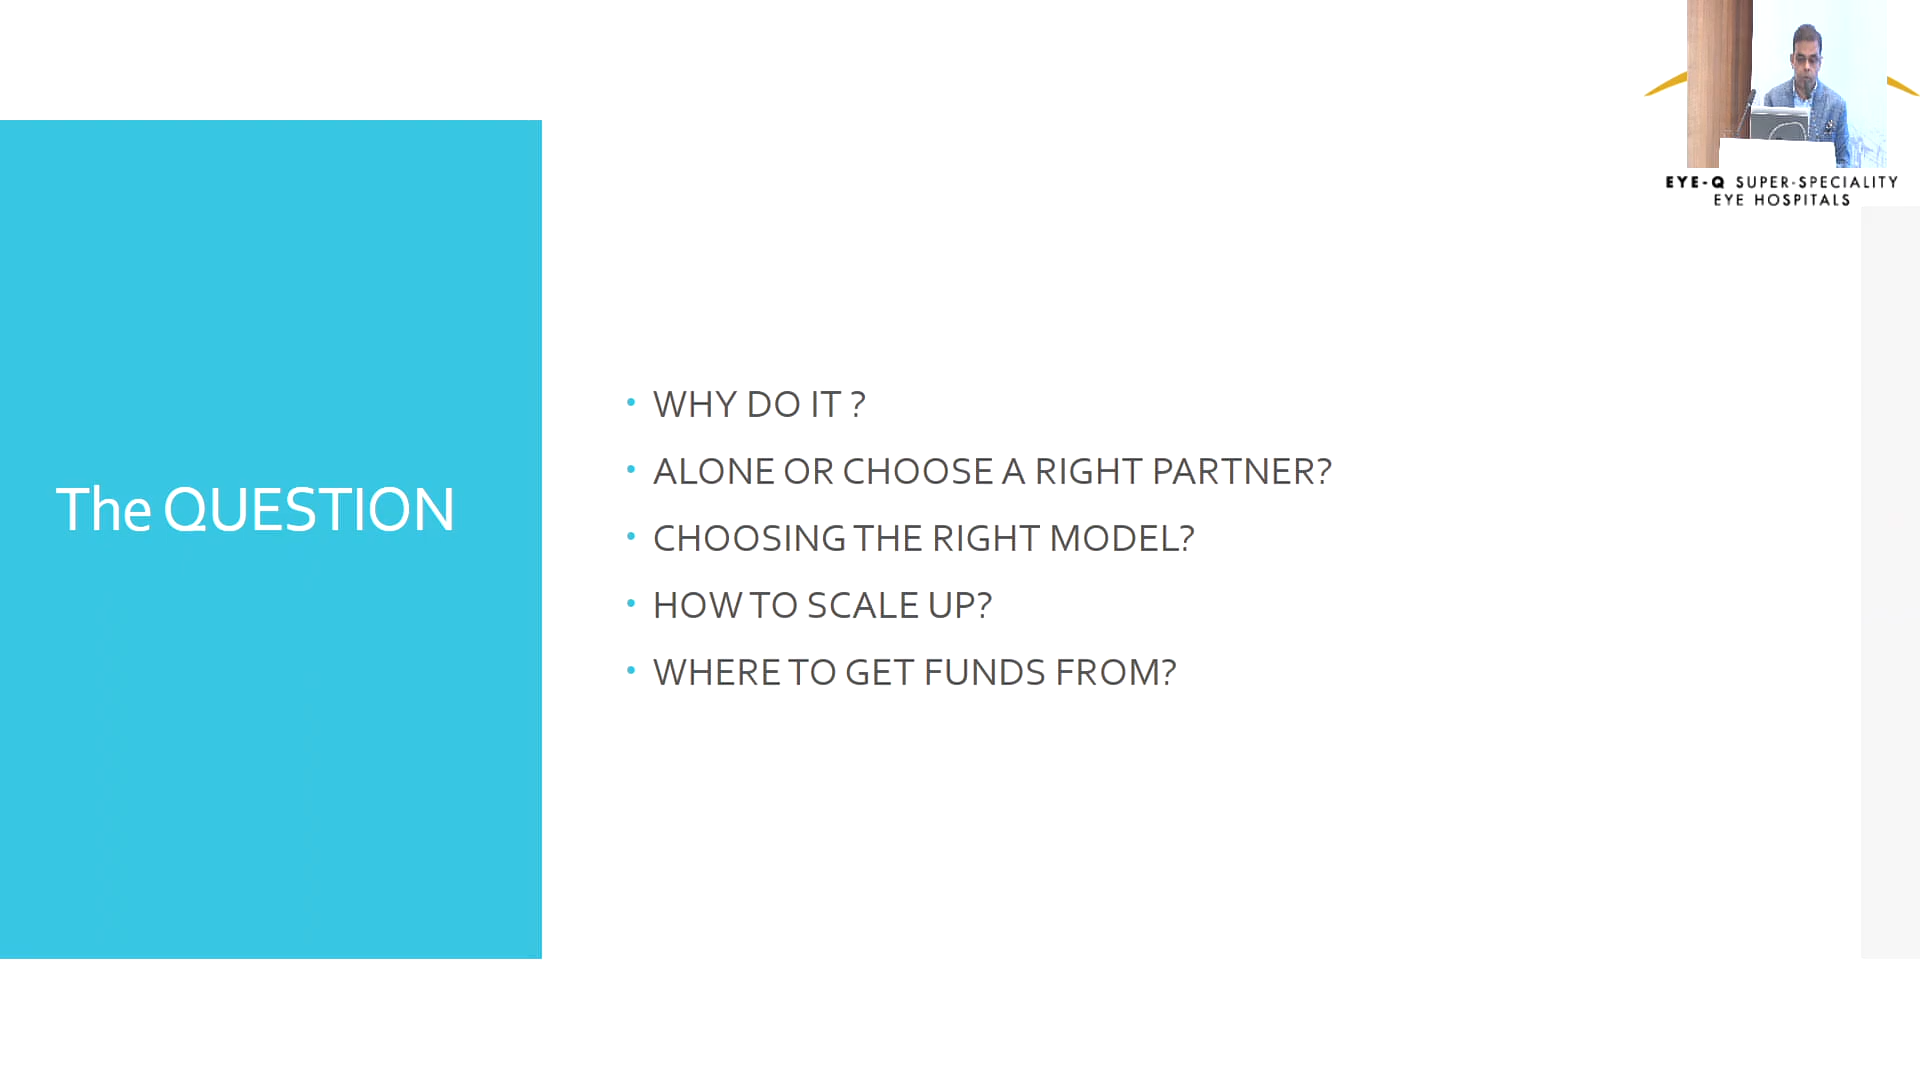 EYE-Q SUPER-SPECIALITY
EYE HOSPITALS
The QUESTION
• WHY DO IT ?
• ALONE OR CHOOSE A RIGHT PARTNER?
• CHOOSING THE RIGHT MODEL?
• HOW TO SCALE UP?
• WHERE TO GET FUNDS FROM?